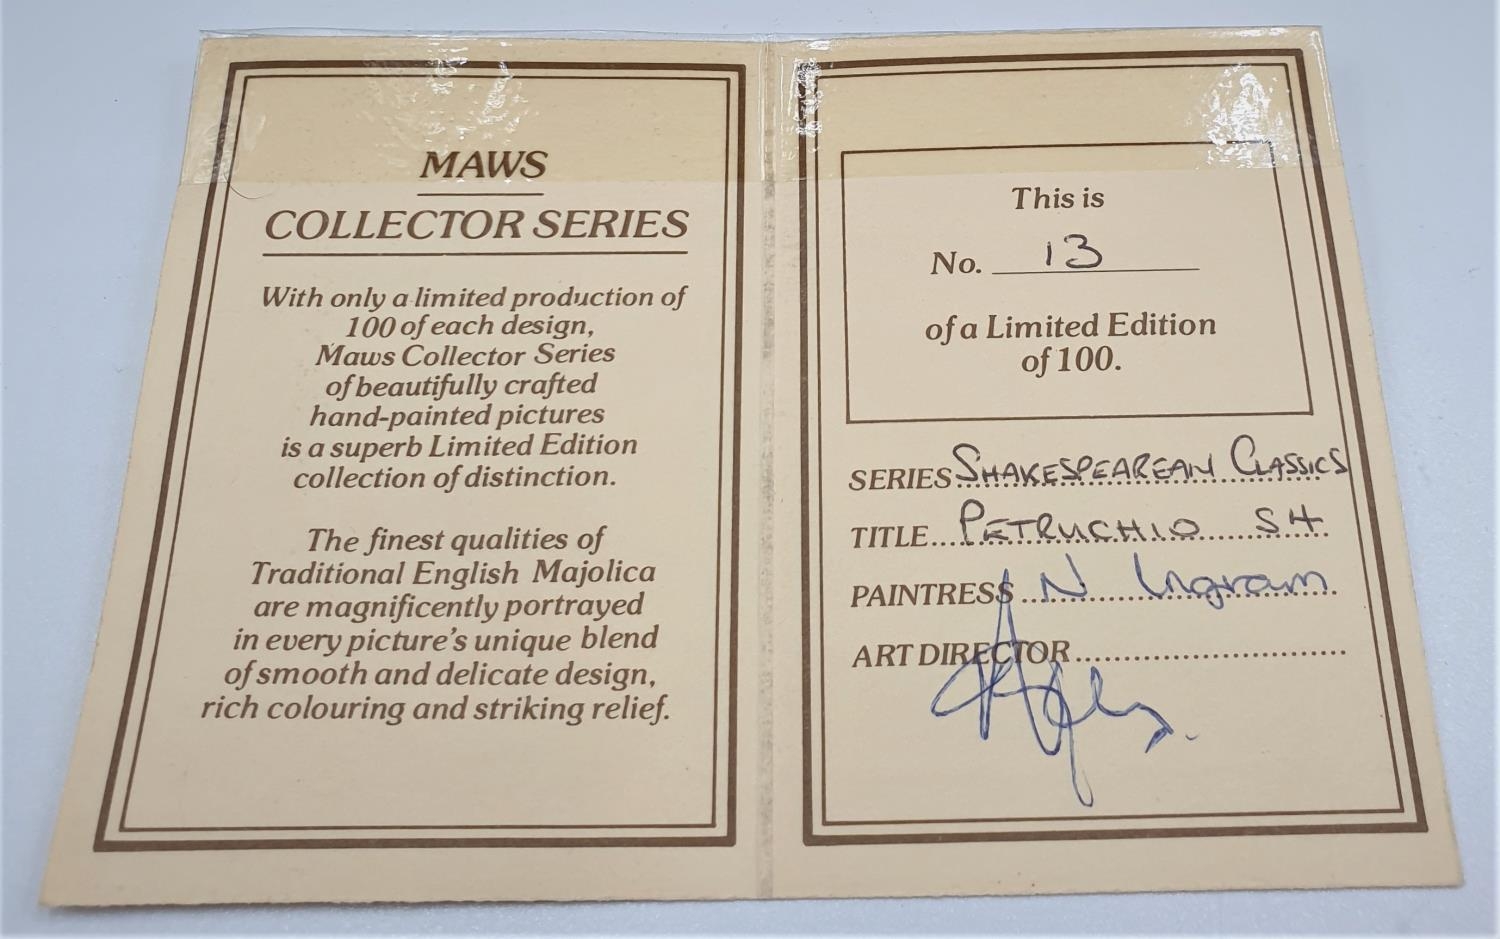 MAWS
COLLECTOR SERIES
With only a limited production of
100 of each design,
Maws Collector Series
of beautifully crafted
hand-painted pictures
is a superb Limited Edition
collection of distinction.
The finest qualities of
Traditional English Majolica
are magnificently portrayed
in every picture's unique blend
of smooth and delicate design,
rich colouring and striking relief.
This is
No. 13
of a Limited Edition
of 100.
SERIES SHAKESPEAREAN CLASSICS
TITLE PETRUCHIO SH
PAINTRESS N Ingram
ART DIRECTOR